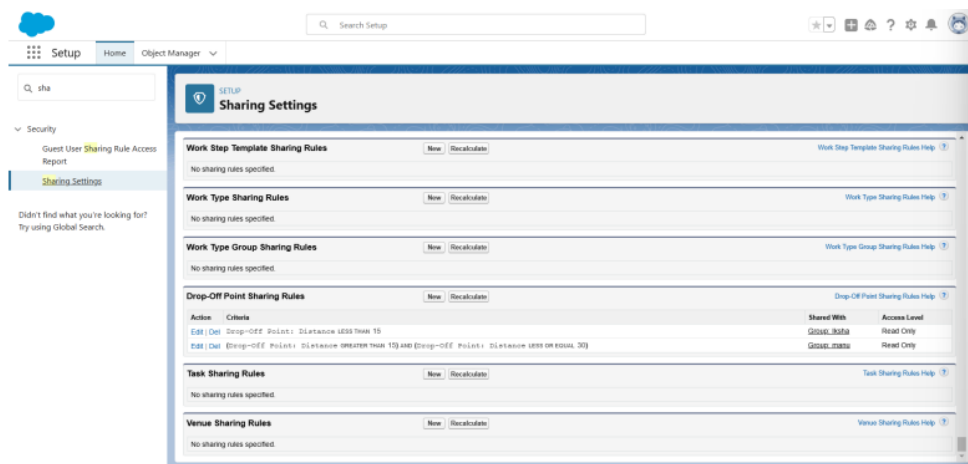 Search Setup
Setup Home Object Manager
sha
Security
Guest User Sharing Rule Access
Report
Sharing Settings
Didn't find what you're looking for?
Try using Global Search.
SETUP
Sharing Settings
Work Step Template Sharing Rules New Recalculate Work Step Template Sharing Rules Help ?
No sharing rules specified.
Work Type Sharing Rules New Recalculate Work Type Sharing Rules Help ?
No sharing rules specified.
Work Type Group Sharing Rules New Recalculate Work Type Group Sharing Rules Help ?
No sharing rules specified.
Drop-Off Point Sharing Rules New Recalculate Drop-Off Point Sharing Rules Help ?
Action Criteria Shared With Access Level
Edit | Del Drop-Off Point: Distance LESS THAN 15 Group: Iksha Read Only
Edit | Del (Drop-Off Point: Distance GREATER THAN 15) AND (Drop-Off Point: Distance LESS OR EQUAL 30) Group: manu Read Only
Task Sharing Rules New Recalculate Task Sharing Rules Help ?
No sharing rules specified.
Venue Sharing Rules New Recalculate Venue Sharing Rules Help ?
No sharing rules specified.